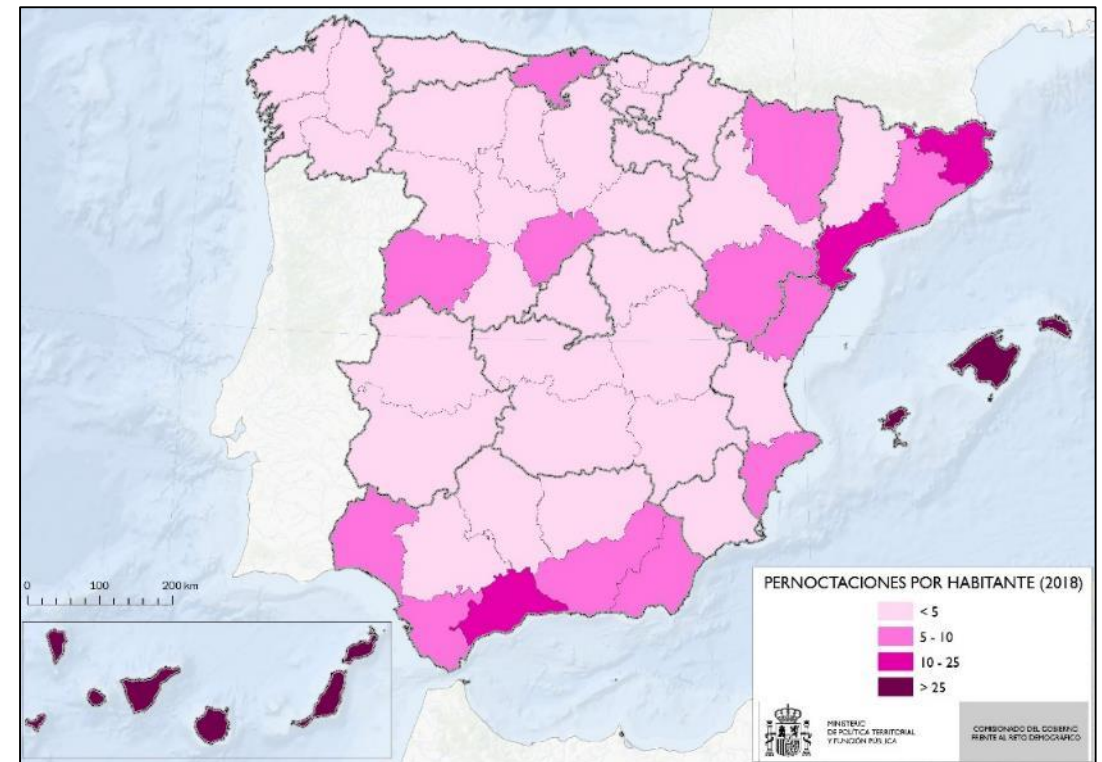 0 100 200 km
PERNOCTACIONES POR HABITANTE (2018)
< 5
5 - 10
10 - 25
> 25
MINISTERIO
DE POLÍTICA TERRITORIAL
Y FUNCIÓN PÚBLICA
COMISIONADO DEL GOBIERNO
FRENTE AL RETO DEMOGRÁFICO